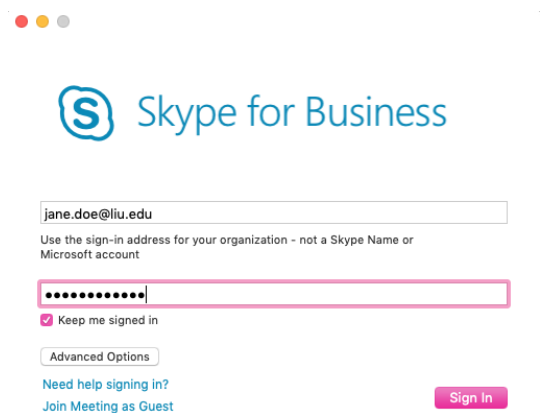 Skype for Business
jane.doe@liu.edu
Use the sign-in address for your organization - not a Skype Name or
Microsoft account
●●●●●●●●●●●●
Keep me signed in
Advanced Options
Need help signing in?
Join Meeting as Guest
Sign In